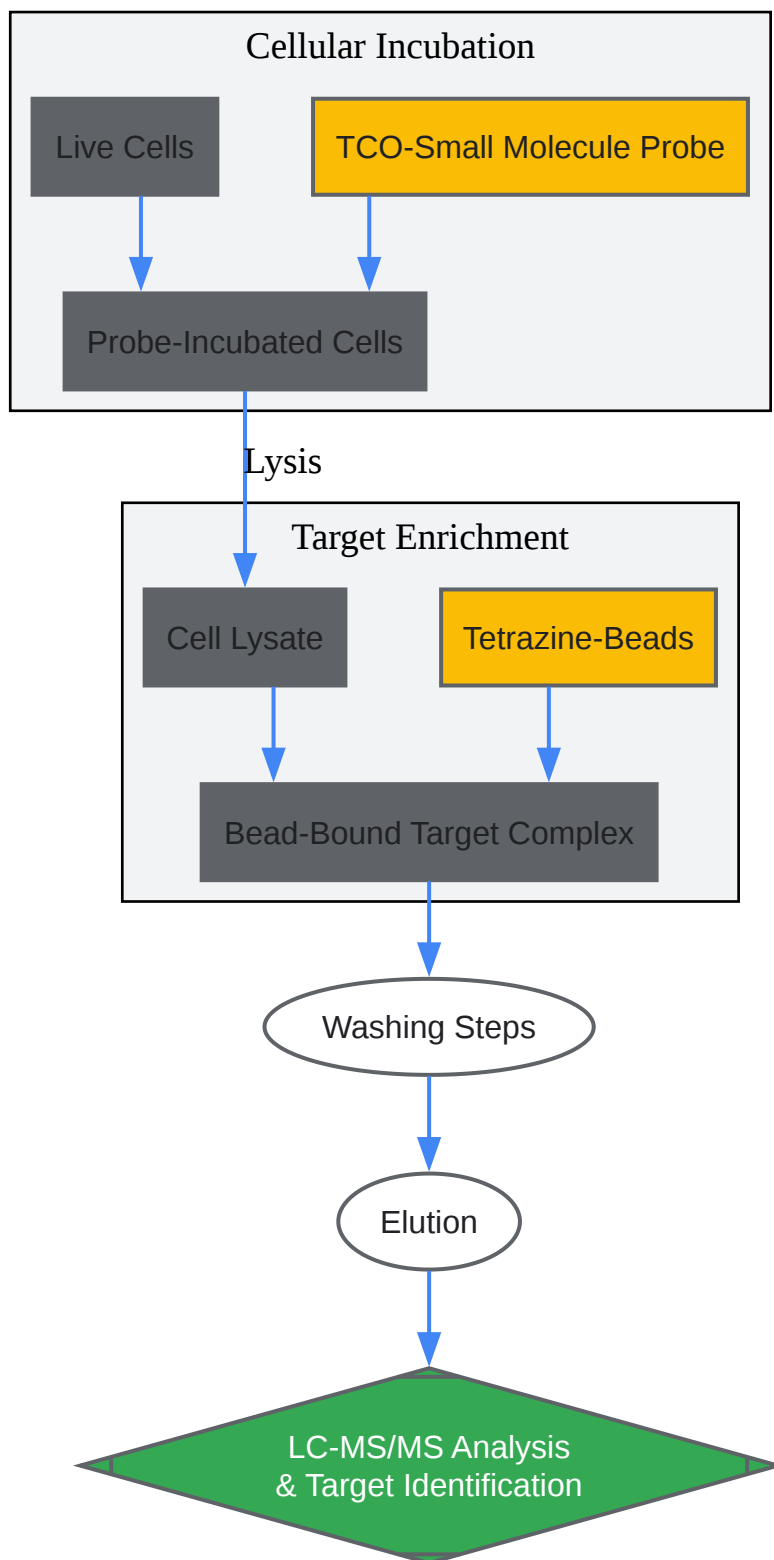 Cellular Incubation
Live Cells
TCO-Small Molecule Probe
Probe-Incubated Cells
Lysis
Target Enrichment
Cell Lysate
Tetrazine-Beads
Bead-Bound Target Complex
Washing Steps
Elution
LC-MS/MS Analysis
& Target Identification